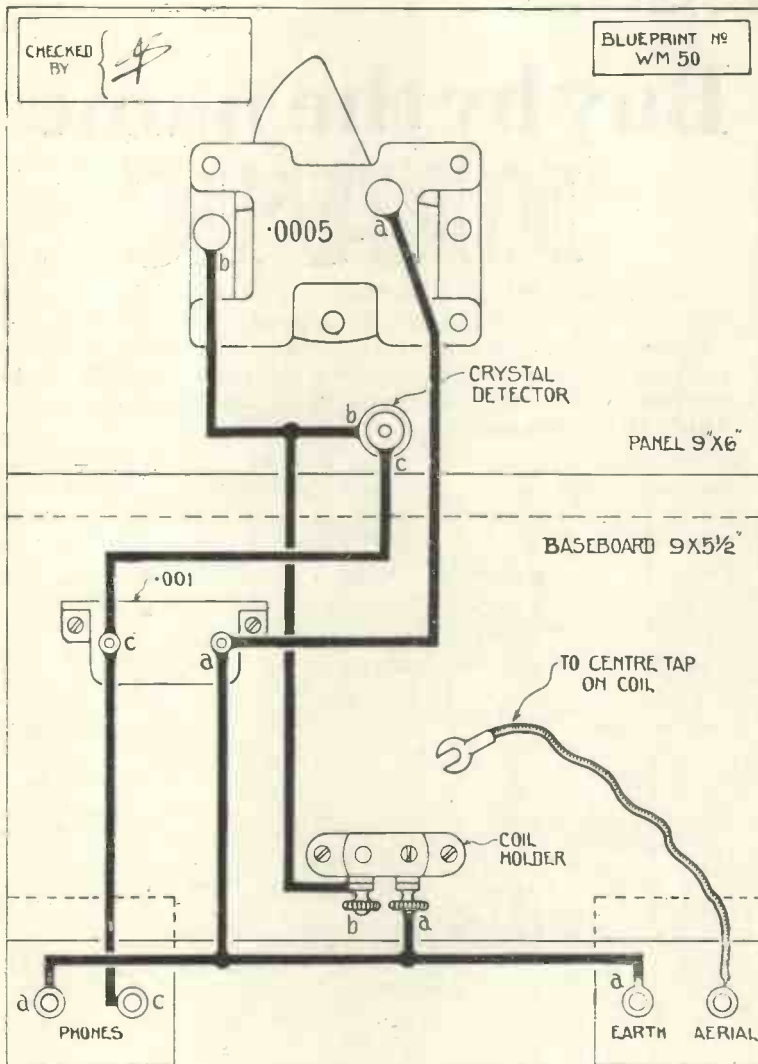 CHECKED
BY
BLUEPRINT Nº
WM 50
·0005
a
b
CRYSTAL
DETECTOR
b
c
PANEL 9"X6"
BASEBOARD 9X5½"
·001
c
a
TO CENTRE TAP
ON COIL
COIL
HOLDER
b
a
a
c
a
PHONES
EARTH
AERIAL